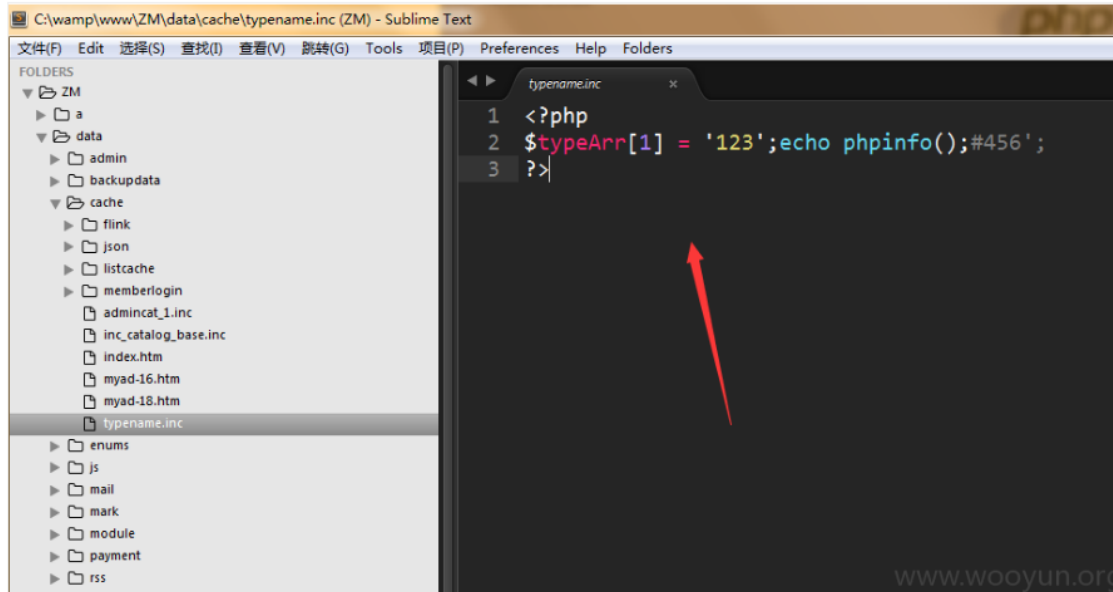 C:\wamp\www\ZM\data\cache\typename.inc (ZM) - Sublime Text
php
文件(F) Edit 选择(S) 查找(I) 查看(V) 跳转(G) Tools 项目(P) Preferences Help Folders
FOLDERS
ZM
a
data
admin
backupdata
cache
flink
json
listcache
memberlogin
admincat_1.inc
inc_catalog_base.inc
index.htm
myad-16.htm
myad-18.htm
typename.inc
enums
js
mail
mark
module
payment
rss
typename.inc x
1 <?php
2 $typeArr[1] = '123';echo phpinfo();#456';
3 ?>
www.wooyun.org